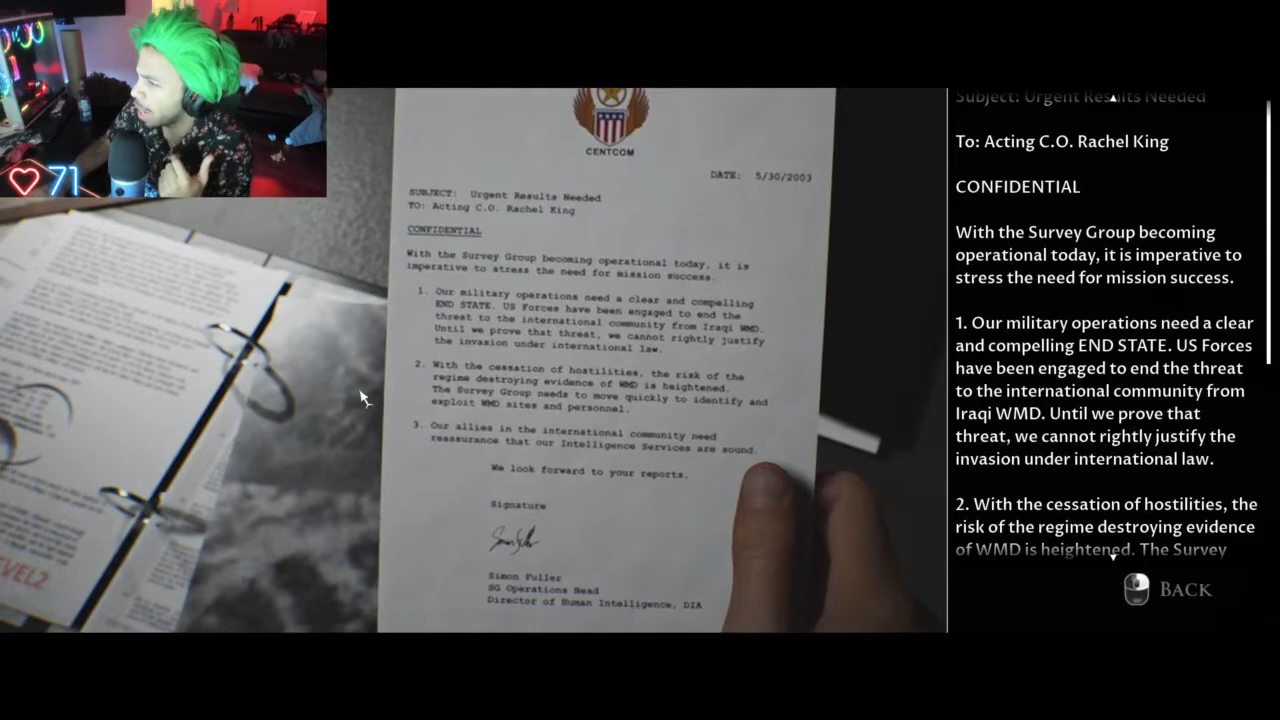 71
CENTCOM
DATE: 5/30/2003
SUBJECT: Urgent Results Needed
TO: Acting C.O. Rachel King
CONFIDENTIAL
With the Survey Group becoming operational today, it is
imperative to stress the need for mission success.
1. Our military operations need a clear and compelling
END STATE. US Forces have been engaged to end the
threat to the international community from Iraqi WMD.
Until we prove that threat, we cannot rightly justify
the invasion under international law.
2. With the cessation of hostilities, the risk of the
regime destroying evidence of WMD is heightened.
The Survey Group needs to move quickly to identify and
exploit WMD sites and personnel.
3. Our allies in the international community need
reassurance that our Intelligence Services are sound.
We look forward to your reports.
Signature
Simon Fuller
SG Operations Head
Director of Human Intelligence, DIA
EVEL2
Subject: Urgent Results Needed
To: Acting C.O. Rachel King
CONFIDENTIAL
With the Survey Group becoming
operational today, it is imperative to
stress the need for mission success.
1. Our military operations need a clear
and compelling END STATE. US Forces
have been engaged to end the threat
to the international community from
Iraqi WMD. Until we prove that
threat, we cannot rightly justify the
invasion under international law.
2. With the cessation of hostilities, the
risk of the regime destroying evidence
of WMD is heightened. The Survey
BACK